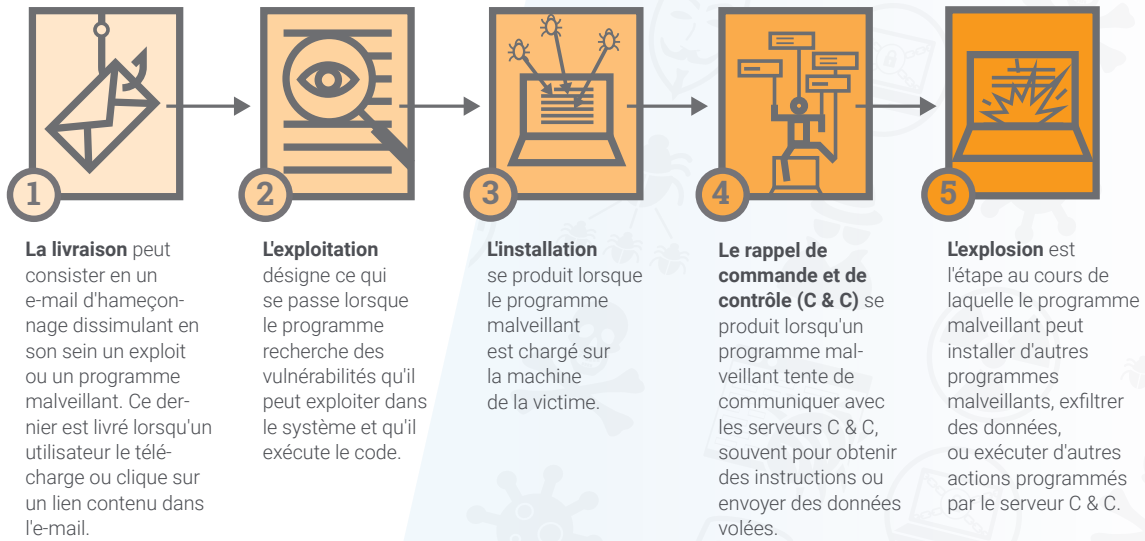 1
La livraison peut
consister en un
e-mail d'hameçon-
nage dissimulant en
son sein un exploit
ou un programme
malveillant. Ce der-
nier est livré lorsqu'un
utilisateur le télé-
charge ou clique sur
un lien contenu dans
l'e-mail.
2
L'exploitation
désigne ce qui
se passe lorsque
le programme
recherche des
vulnérabilités qu'il
peut exploiter dans
le système et qu'il
exécute le code.
3
L'installation
se produit lorsque
le programme
malveillant
est chargé sur
la machine
de la victime.
4
Le rappel de
commande et de
contrôle (C & C) se
produit lorsqu'un
programme mal-
veillant tente de
communiquer avec
les serveurs C & C,
souvent pour obtenir
des instructions ou
envoyer des données
volées.
5
L'explosion est
l'étape au cours de
laquelle le programme
malveillant peut
installer d'autres
programmes
malveillants, exfiltrer
des données,
ou exécuter d'autres
actions programmés
par le serveur C & C.